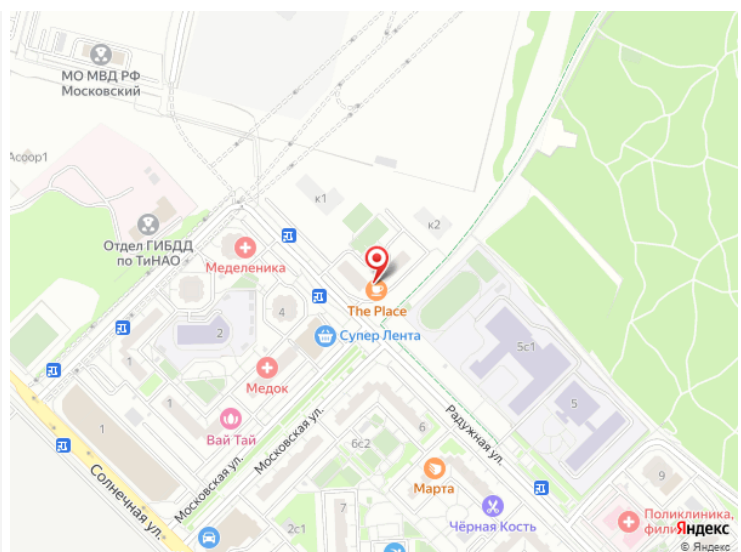 МО МВД РФ
Московский
Асоор1
к1
к2
Отдел ГИБДД
по ТиНАО
Меделеника
The Place
4
Супер Лента
2
1
5с1
Медок
1
5
1
Вай Тай
Радужная ул.
6
Московская ул.
6с2
Московская ул.
Солнечная ул.
Марта
9
7
Чёрная Кость
Поликлиника,
фили
Яндекс
2с1
© Яндекс